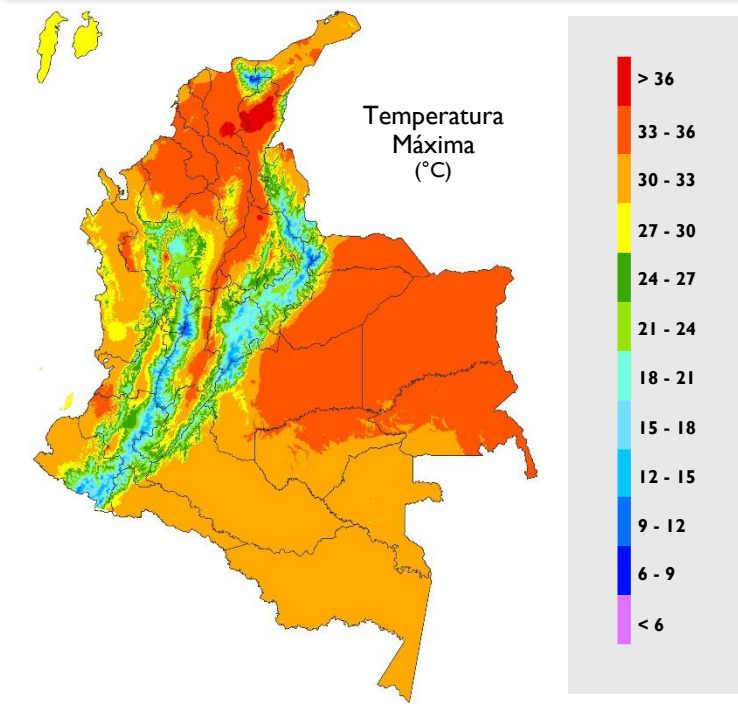 Temperatura
Máxima
(°C)
> 36
33 - 36
30 - 33
27 - 30
24 - 27
21 - 24
18 - 21
15 - 18
12 - 15
9 - 12
6 - 9
< 6